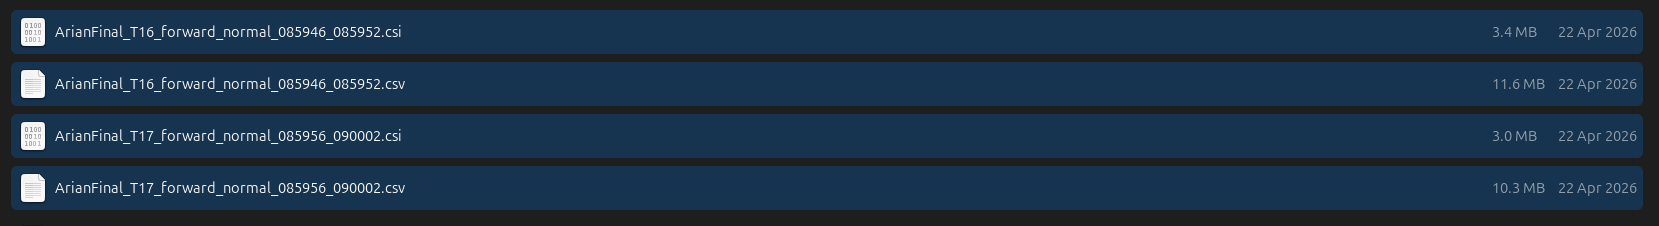 ArianFinal_T16_forward_normal_085946_085952.csi 3.4 MB 22 Apr 2026
ArianFinal_T16_forward_normal_085946_085952.csv 11.6 MB 22 Apr 2026
ArianFinal_T17_forward_normal_085956_090002.csi 3.0 MB 22 Apr 2026
ArianFinal_T17_forward_normal_085956_090002.csv 10.3 MB 22 Apr 2026